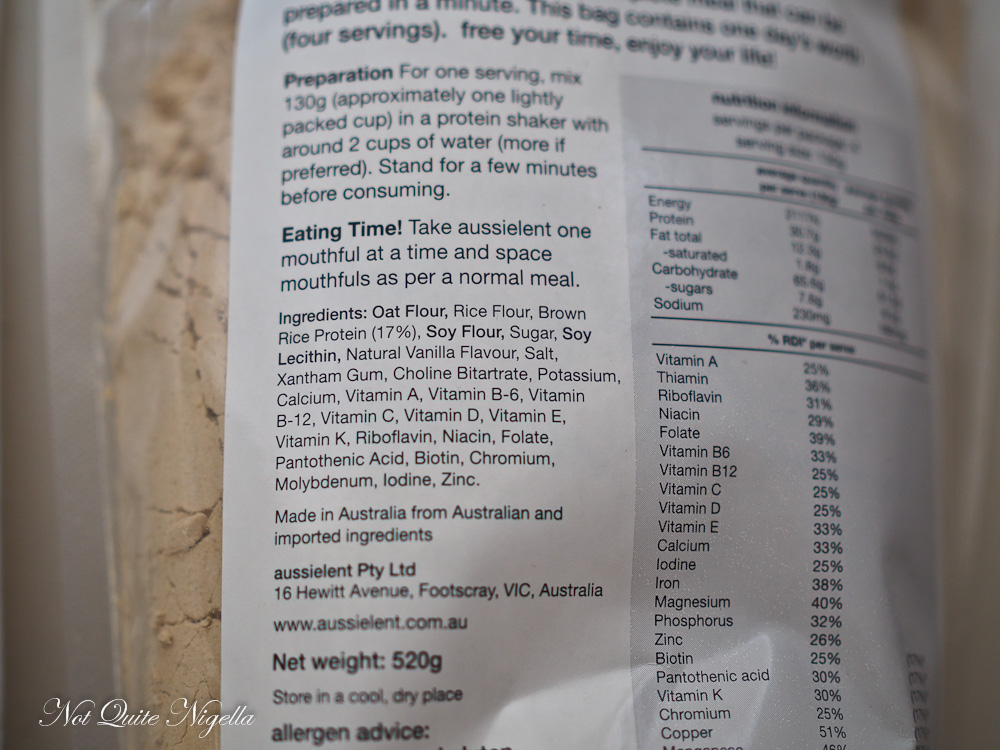 prepared in a minute. This bag contains one day's worth
(four servings). free your time, enjoy your life!
Preparation For one serving, mix
130g (approximately one lightly
packed cup) in a protein shaker with
around 2 cups of water (more if
preferred). Stand for a few minutes
before consuming.
Eating Time! Take aussielent one
mouthful at a time and space
mouthfuls as per a normal meal.
Ingredients: Oat Flour, Rice Flour, Brown
Rice Protein (17%), Soy Flour, Sugar, Soy
Lecithin, Natural Vanilla Flavour, Salt,
Xantham Gum, Choline Bitartrate, Potassium,
Calcium, Vitamin A, Vitamin B-6, Vitamin
B-12, Vitamin C, Vitamin D, Vitamin E,
Vitamin K, Riboflavin, Niacin, Folate,
Pantothenic Acid, Biotin, Chromium,
Molybdenum, Iodine, Zinc.
Made in Australia from Australian and
imported ingredients
aussielent Pty Ltd
16 Hewitt Avenue, Footscray, VIC, Australia
www.aussielent.com.au
Net weight: 520g
Store in a cool, dry place
allergen advice:
nutrition information
Energy
Protein
Fat total
-saturated
Carbohydrate
-sugars
Sodium 230mg
% RDI* per serve
Vitamin A 25%
Thiamin 36%
Riboflavin 31%
Niacin 29%
Folate 39%
Vitamin B6 33%
Vitamin B12 25%
Vitamin C 25%
Vitamin D 25%
Vitamin E 33%
Calcium 33%
Iodine 25%
Iron 38%
Magnesium 40%
Phosphorus 32%
Zinc 26%
Biotin 25%
Pantothenic acid 30%
Vitamin K 30%
Chromium 25%
Copper 51%
Not Quite Nigella